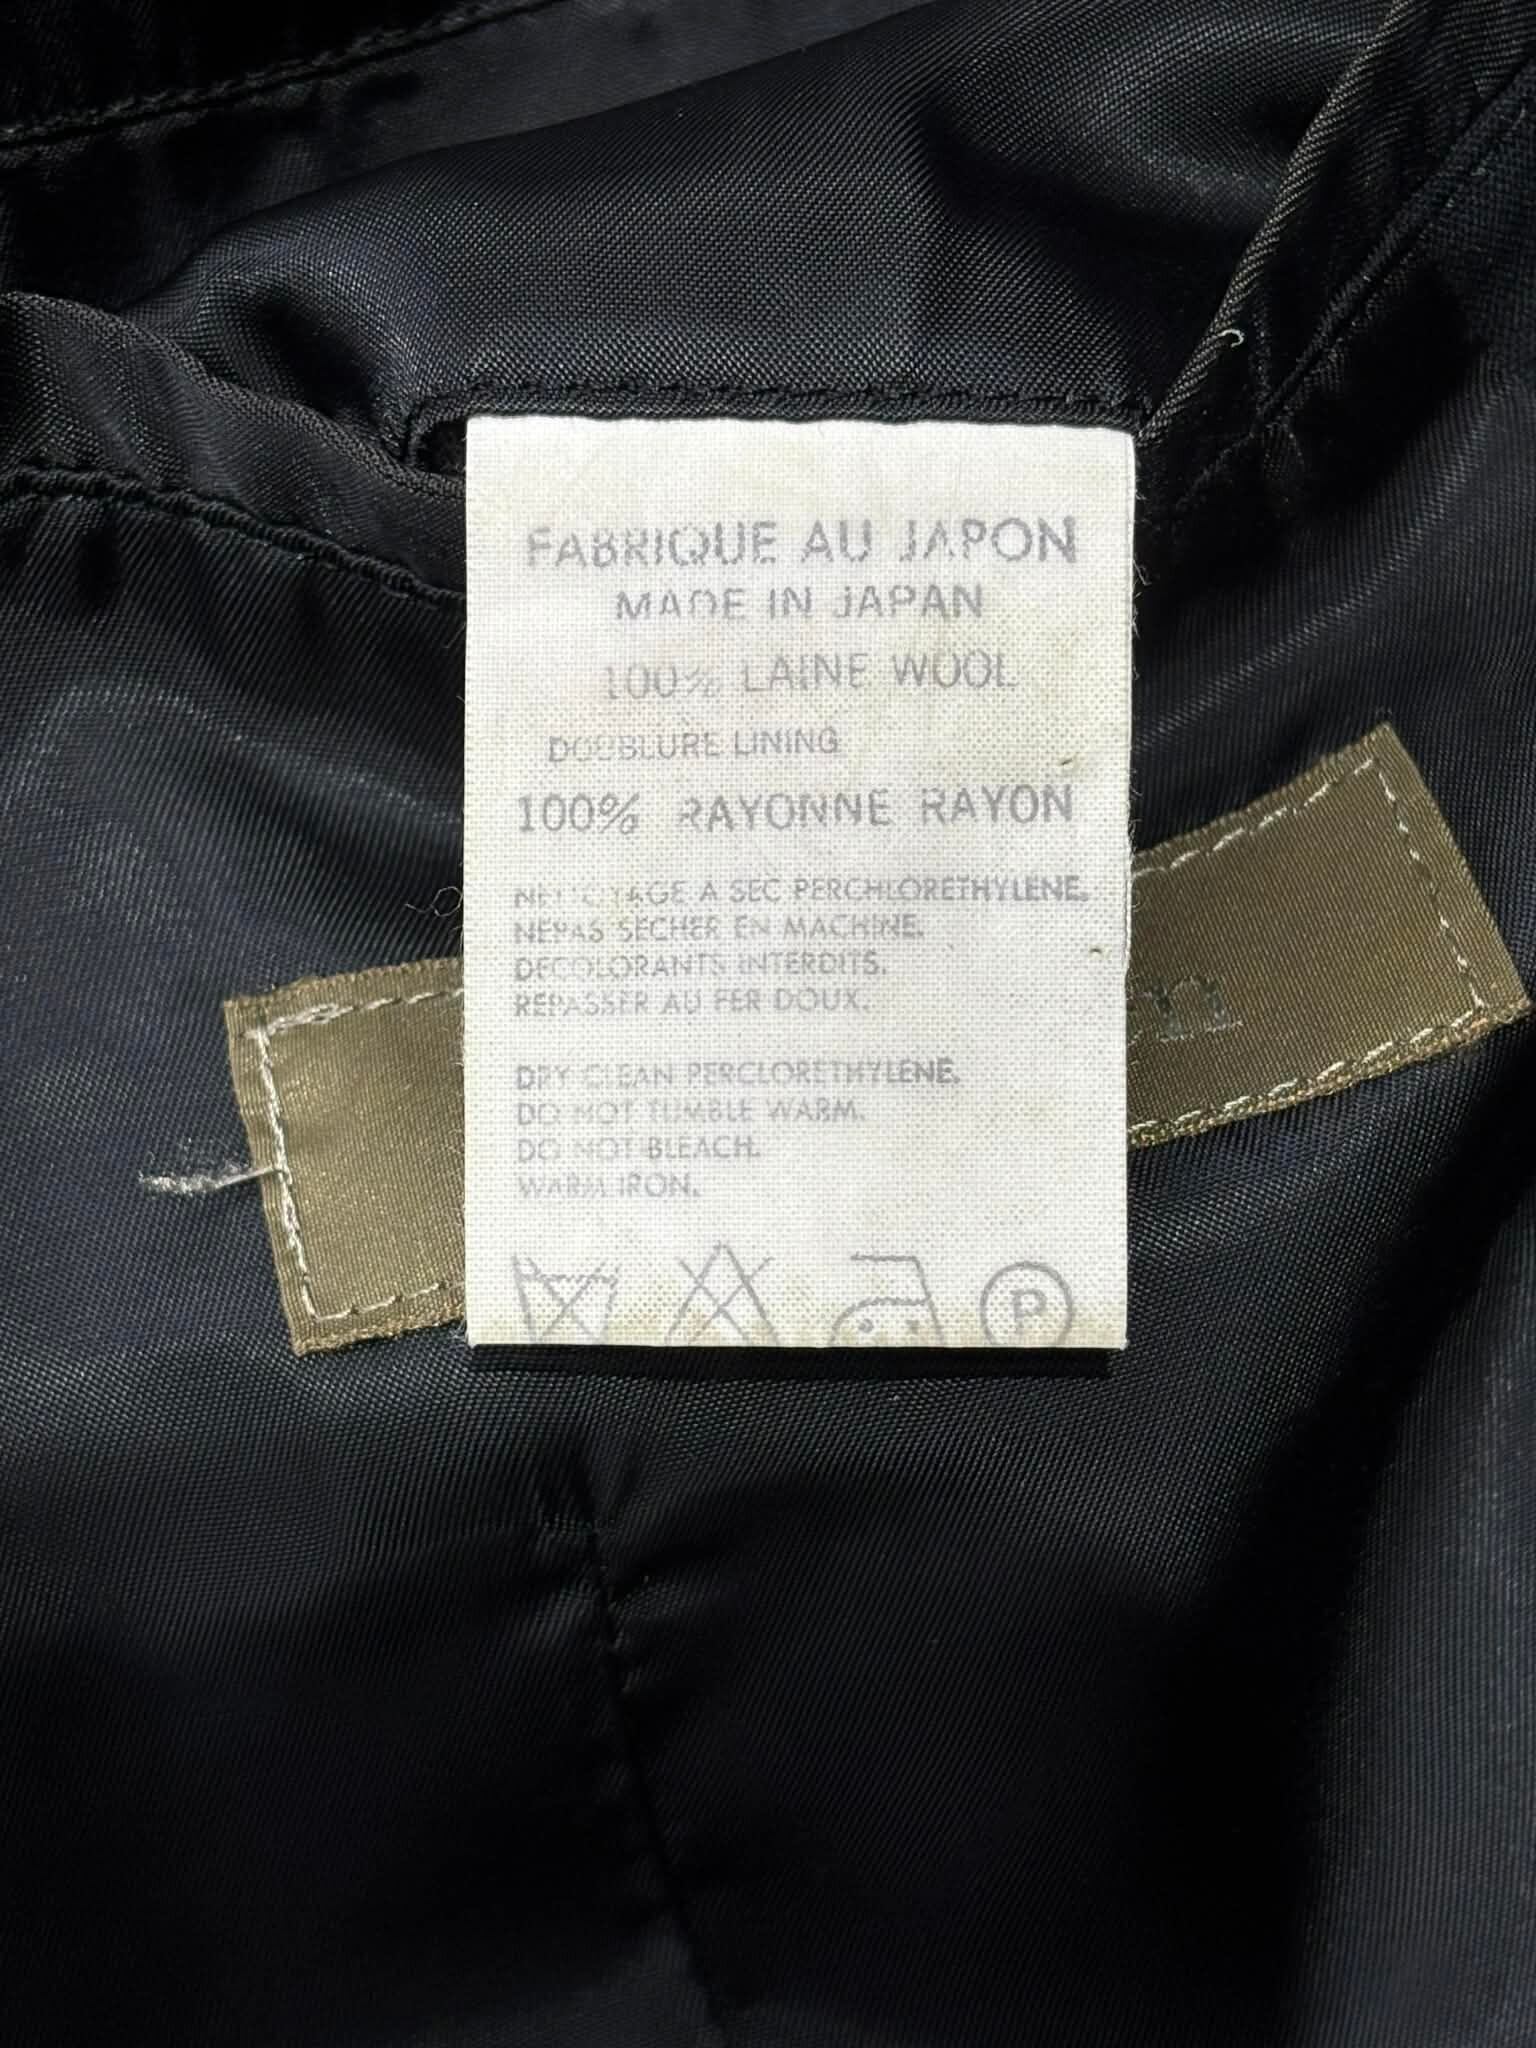 FABRIQUE AU JAPON
MADE IN JAPAN
100% LAINE WOOL
DOUBLURE LINING
100% RAYONNE RAYON
NETTOYAGE A SEC PERCHLORETHYLENE.
NEPAS SECHER EN MACHINE.
DECOLORANTS INTERDITS.
REPASSER AU FER DOUX.
DRY CLEAN PERCLORETHYLENE.
DO NOT TUMBLE WARM.
DO NOT BLEACH.
WARM IRON.
P